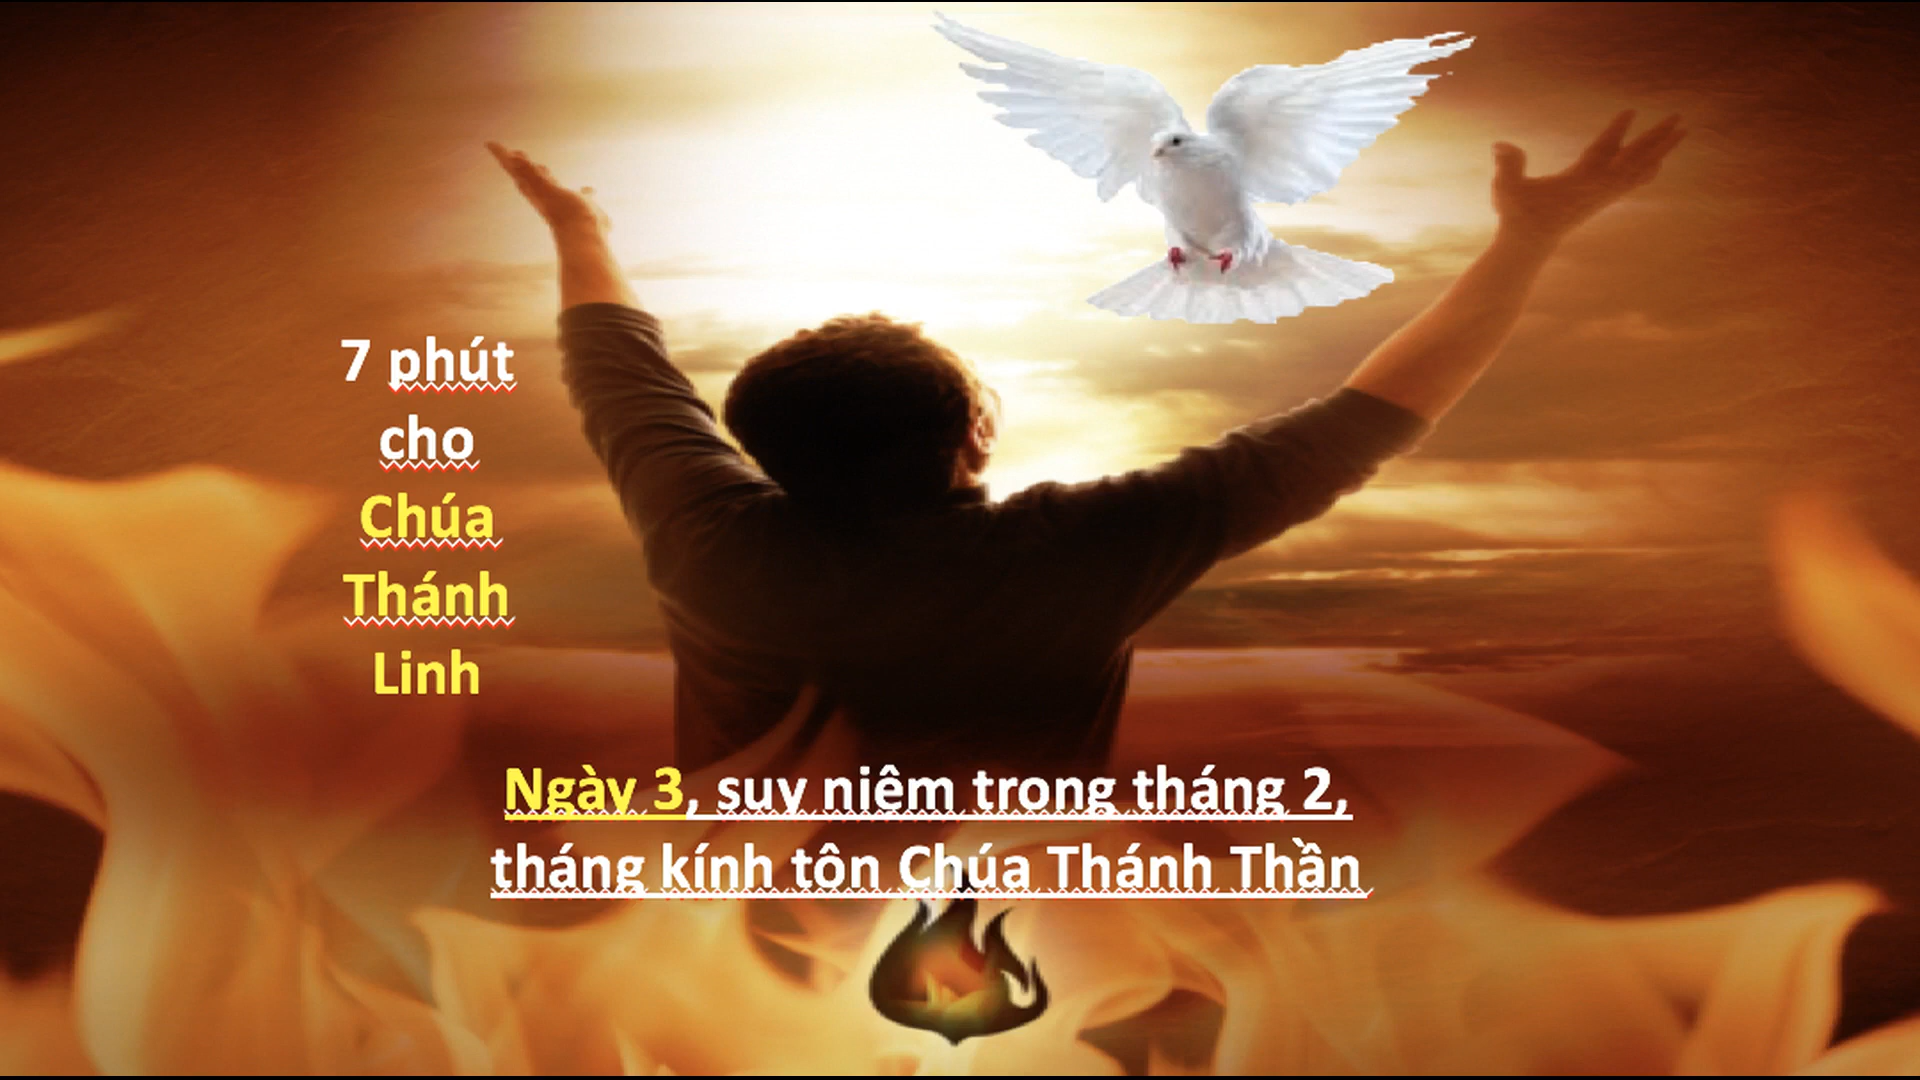 7 phút
cho
Chúa
Thánh
Linh
Ngày 3, suy niệm trong tháng 2,
tháng kính tôn Chúa Thánh Thần